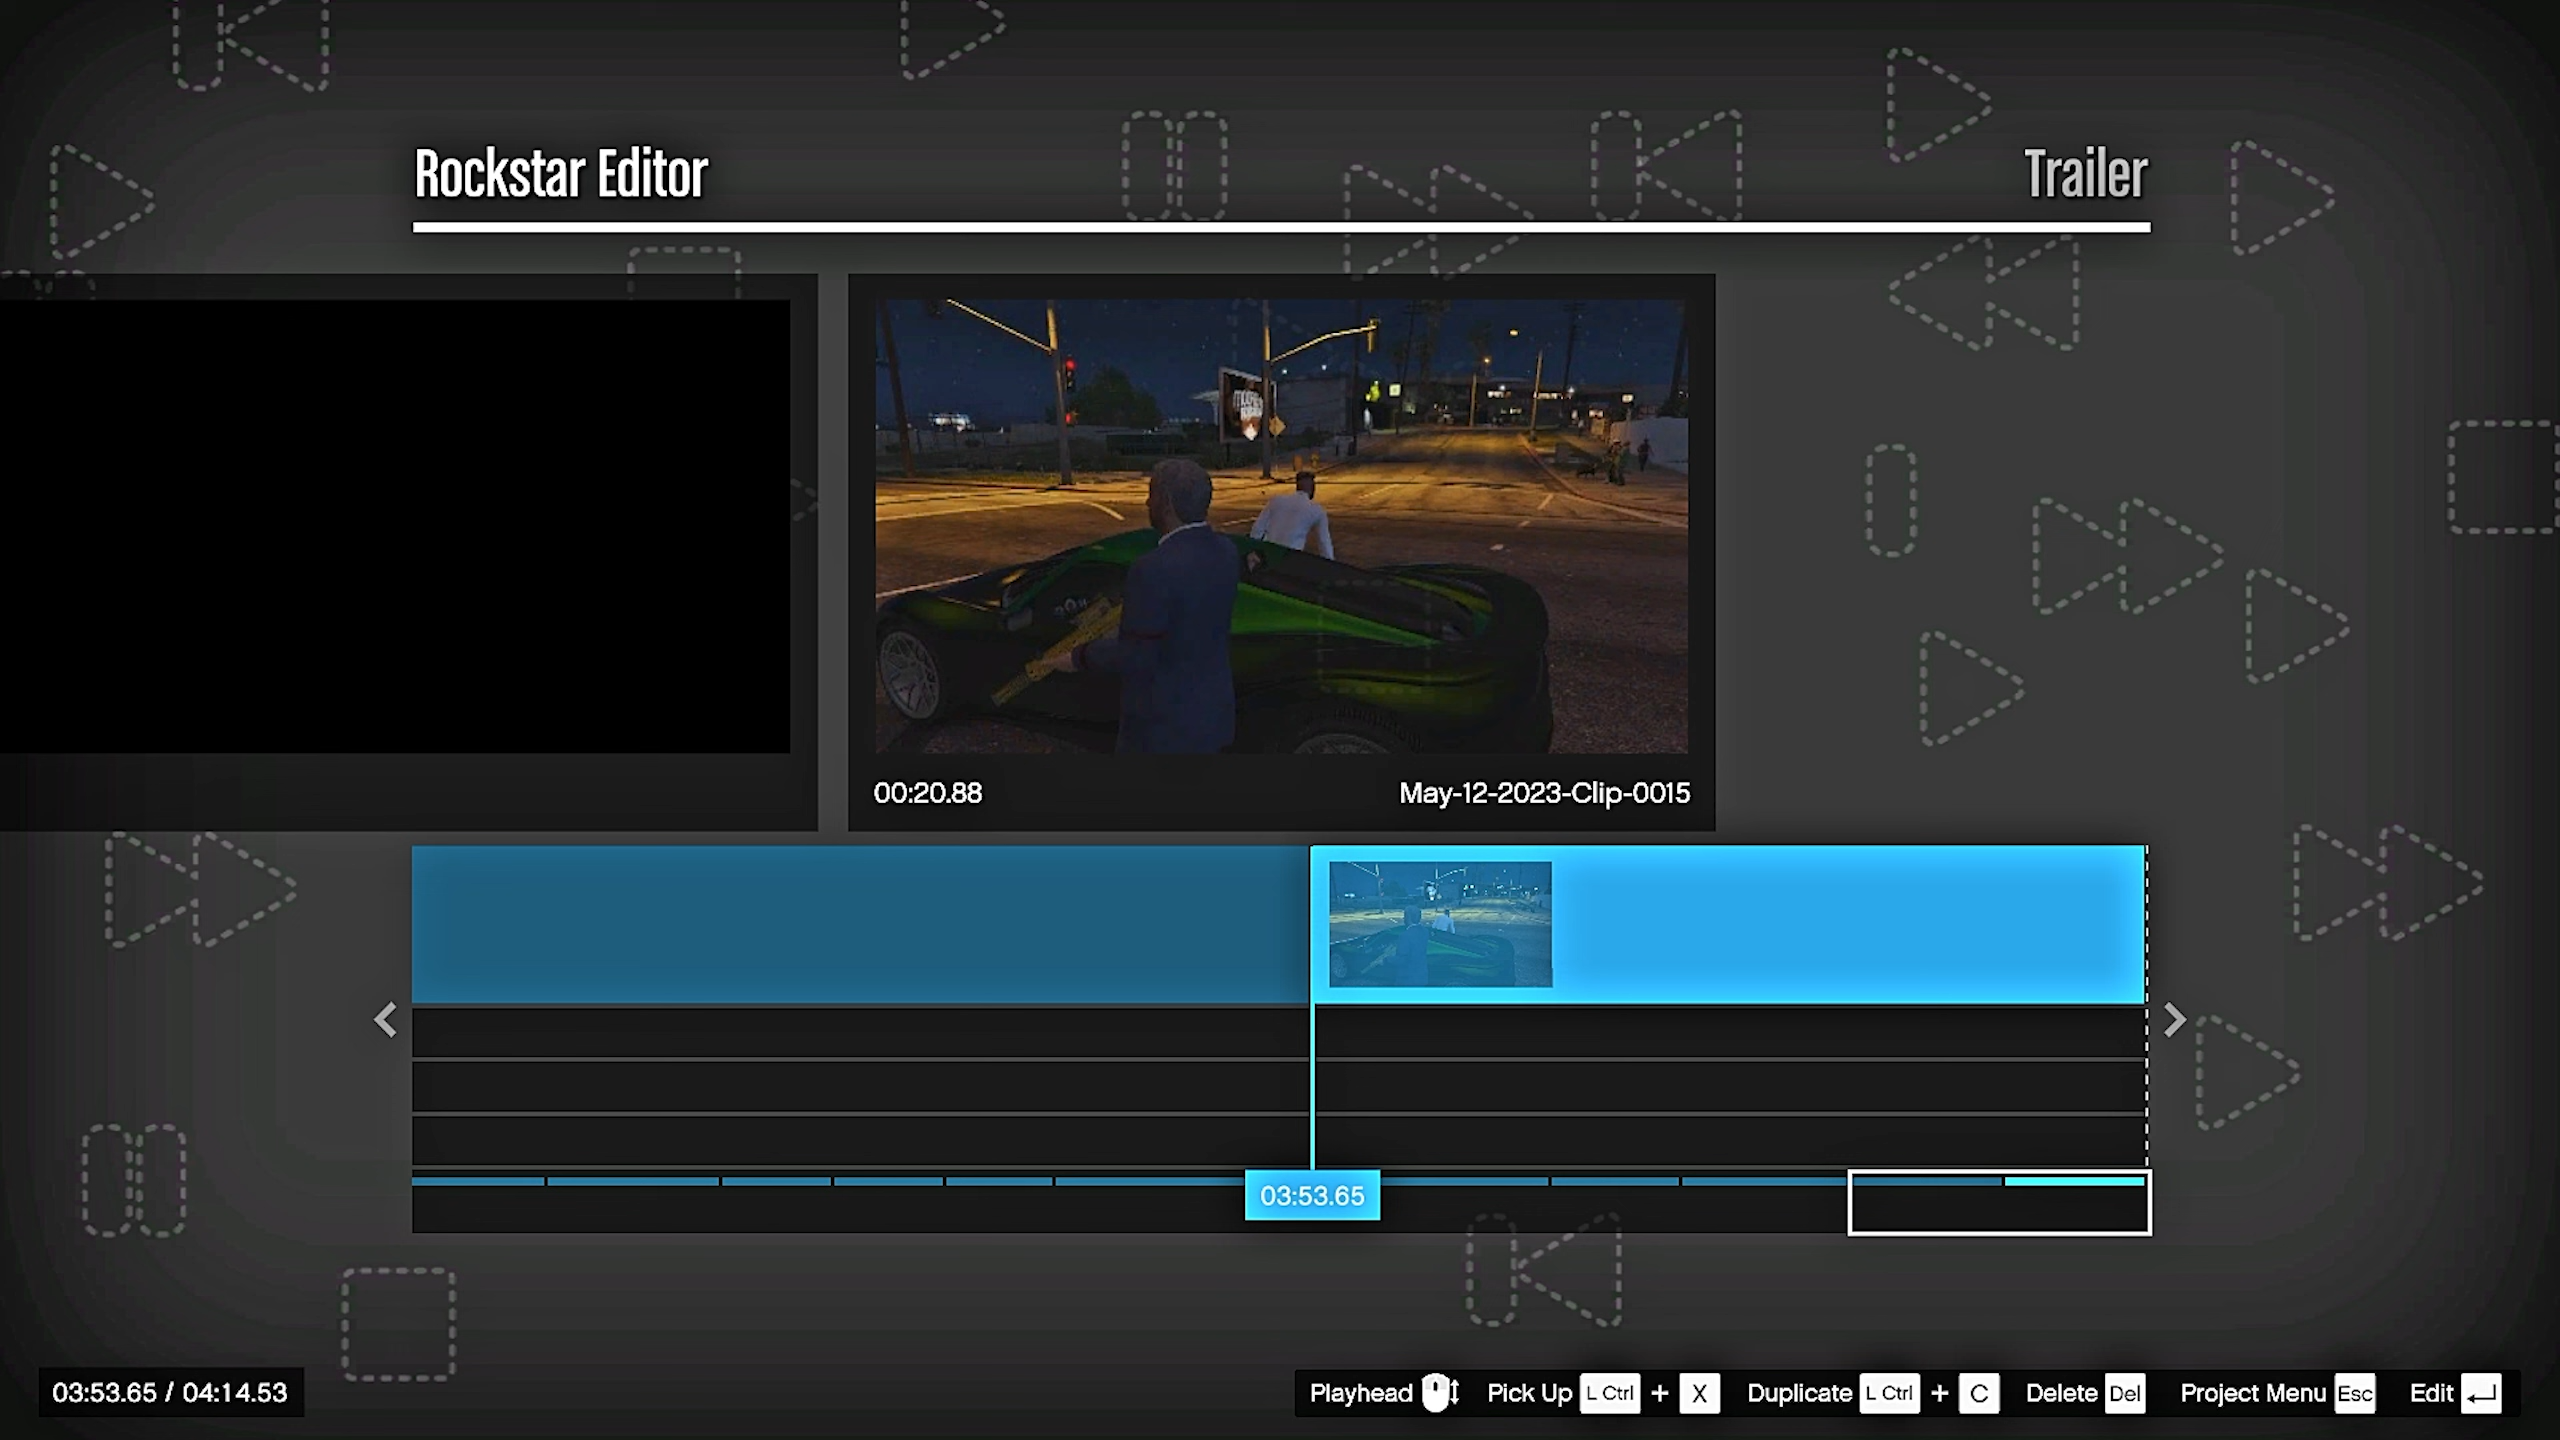 Rockstar Editor
Trailer
00:20.88
May-12-2023-Clip-0015
03:53.65
03:53.65 / 04:14.53
Playhead Pick Up L Ctrl + X Duplicate L Ctrl + C Delete Del Project Menu Esc Edit